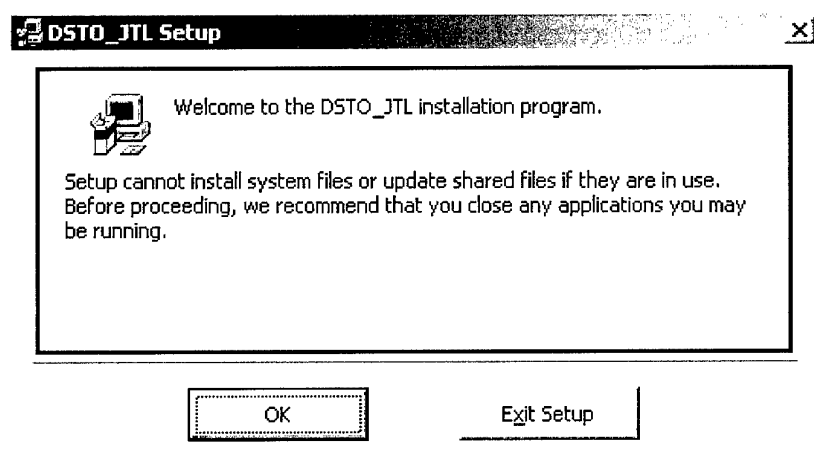 DSTO_JTL Setup
Welcome to the DSTO_JTL installation program.
Setup cannot install system files or update shared files if they are in use.
Before proceeding, we recommend that you close any applications you may
be running.
OK
Exit Setup